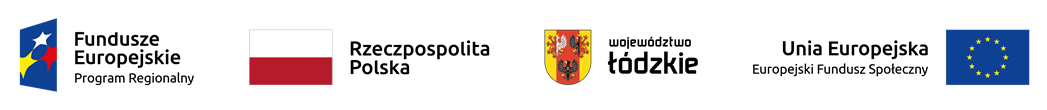 Fundusze
Europejskie
Program Regionalny
Rzeczpospolita
Polska
województwo
łódzkie
Unia Europejska
Europejski Fundusz Społeczny